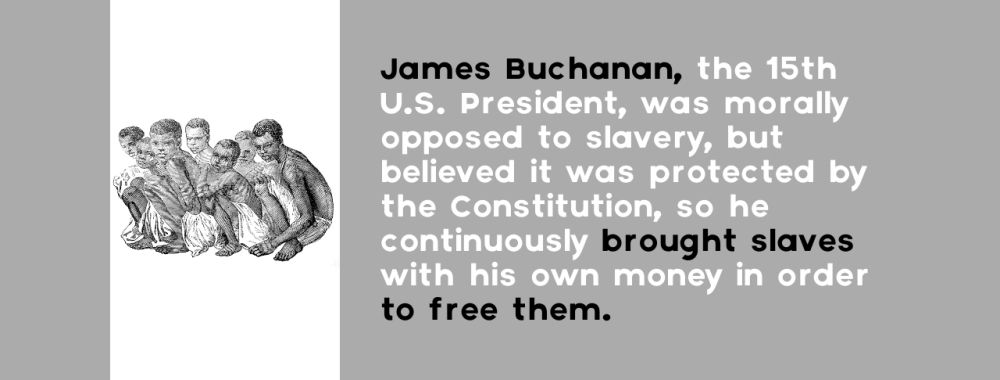 James Buchanan, the 15th
U.S. President, was morally
opposed to slavery, but
believed it was protected by
the Constitution, so he
continuously brought slaves
with his own money in order
to free them.